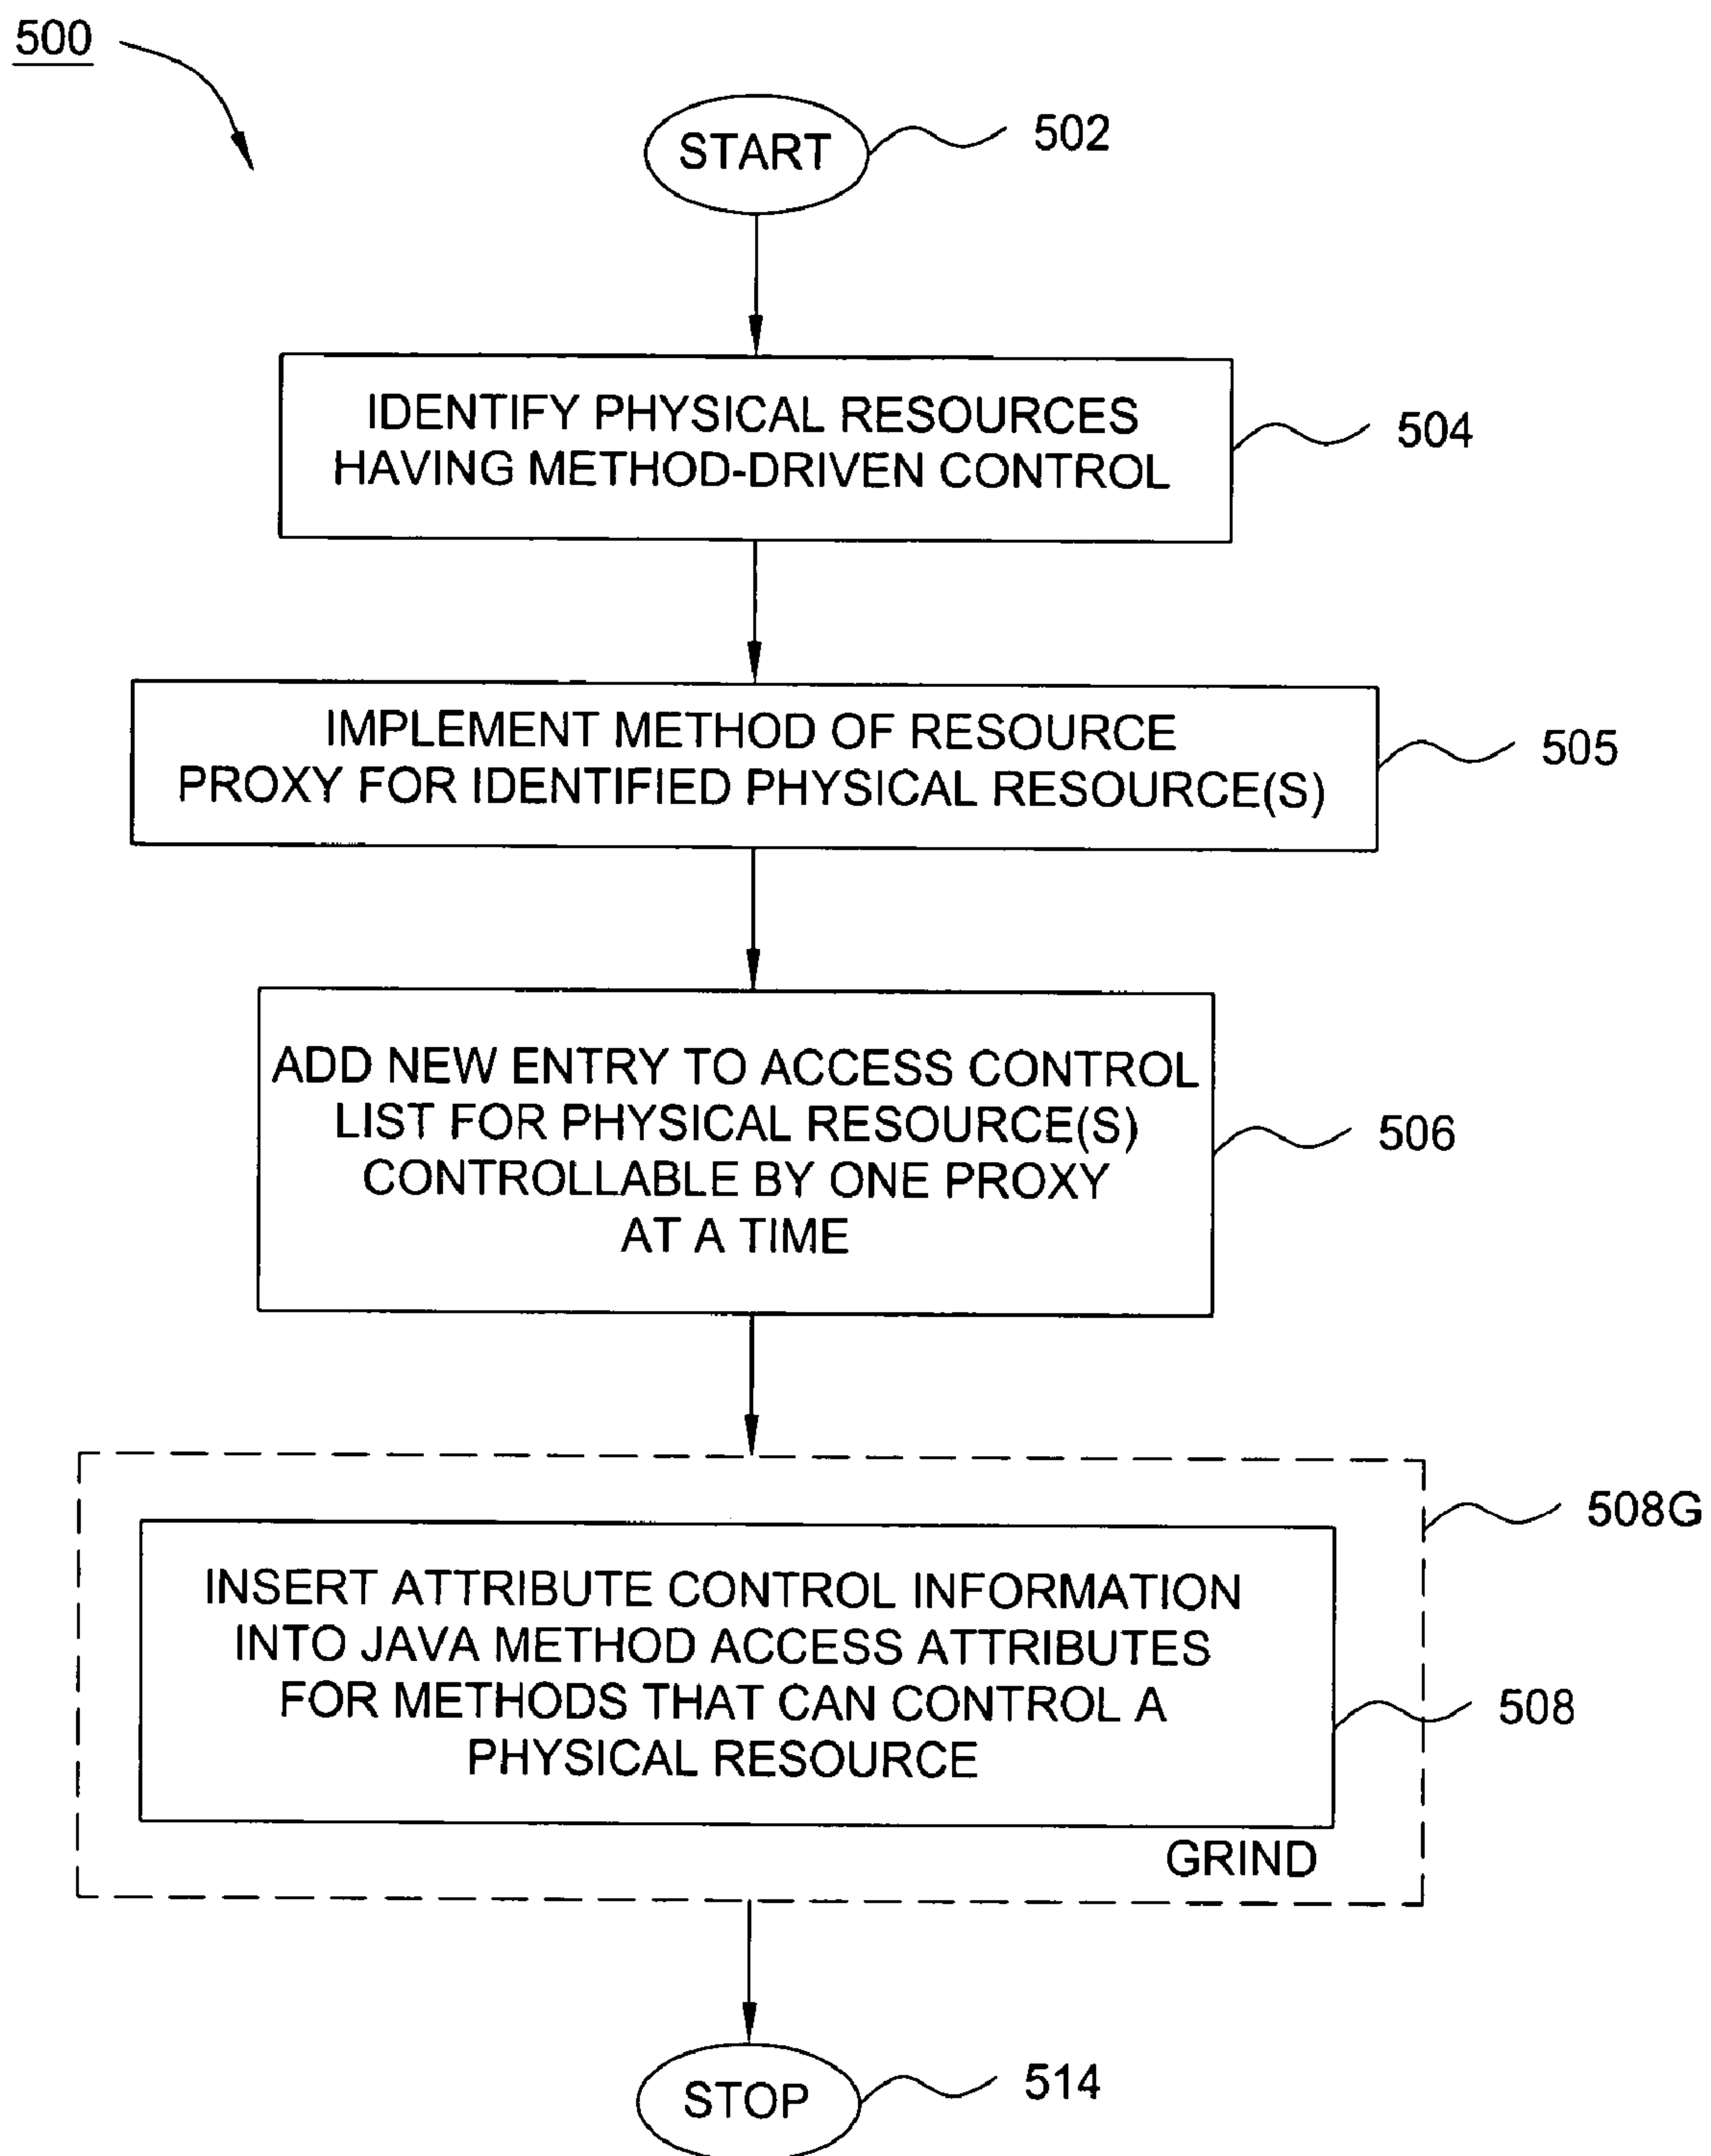 500
START
502
IDENTIFY PHYSICAL RESOURCES
HAVING METHOD-DRIVEN CONTROL
504
IMPLEMENT METHOD OF RESOURCE
PROXY FOR IDENTIFIED PHYSICAL RESOURCE(S)
505
ADD NEW ENTRY TO ACCESS CONTROL
LIST FOR PHYSICAL RESOURCE(S)
CONTROLLABLE BY ONE PROXY
AT A TIME
506
508G
INSERT ATTRIBUTE CONTROL INFORMATION
INTO JAVA METHOD ACCESS ATTRIBUTES
FOR METHODS THAT CAN CONTROL A
PHYSICAL RESOURCE
508
GRIND
STOP
514